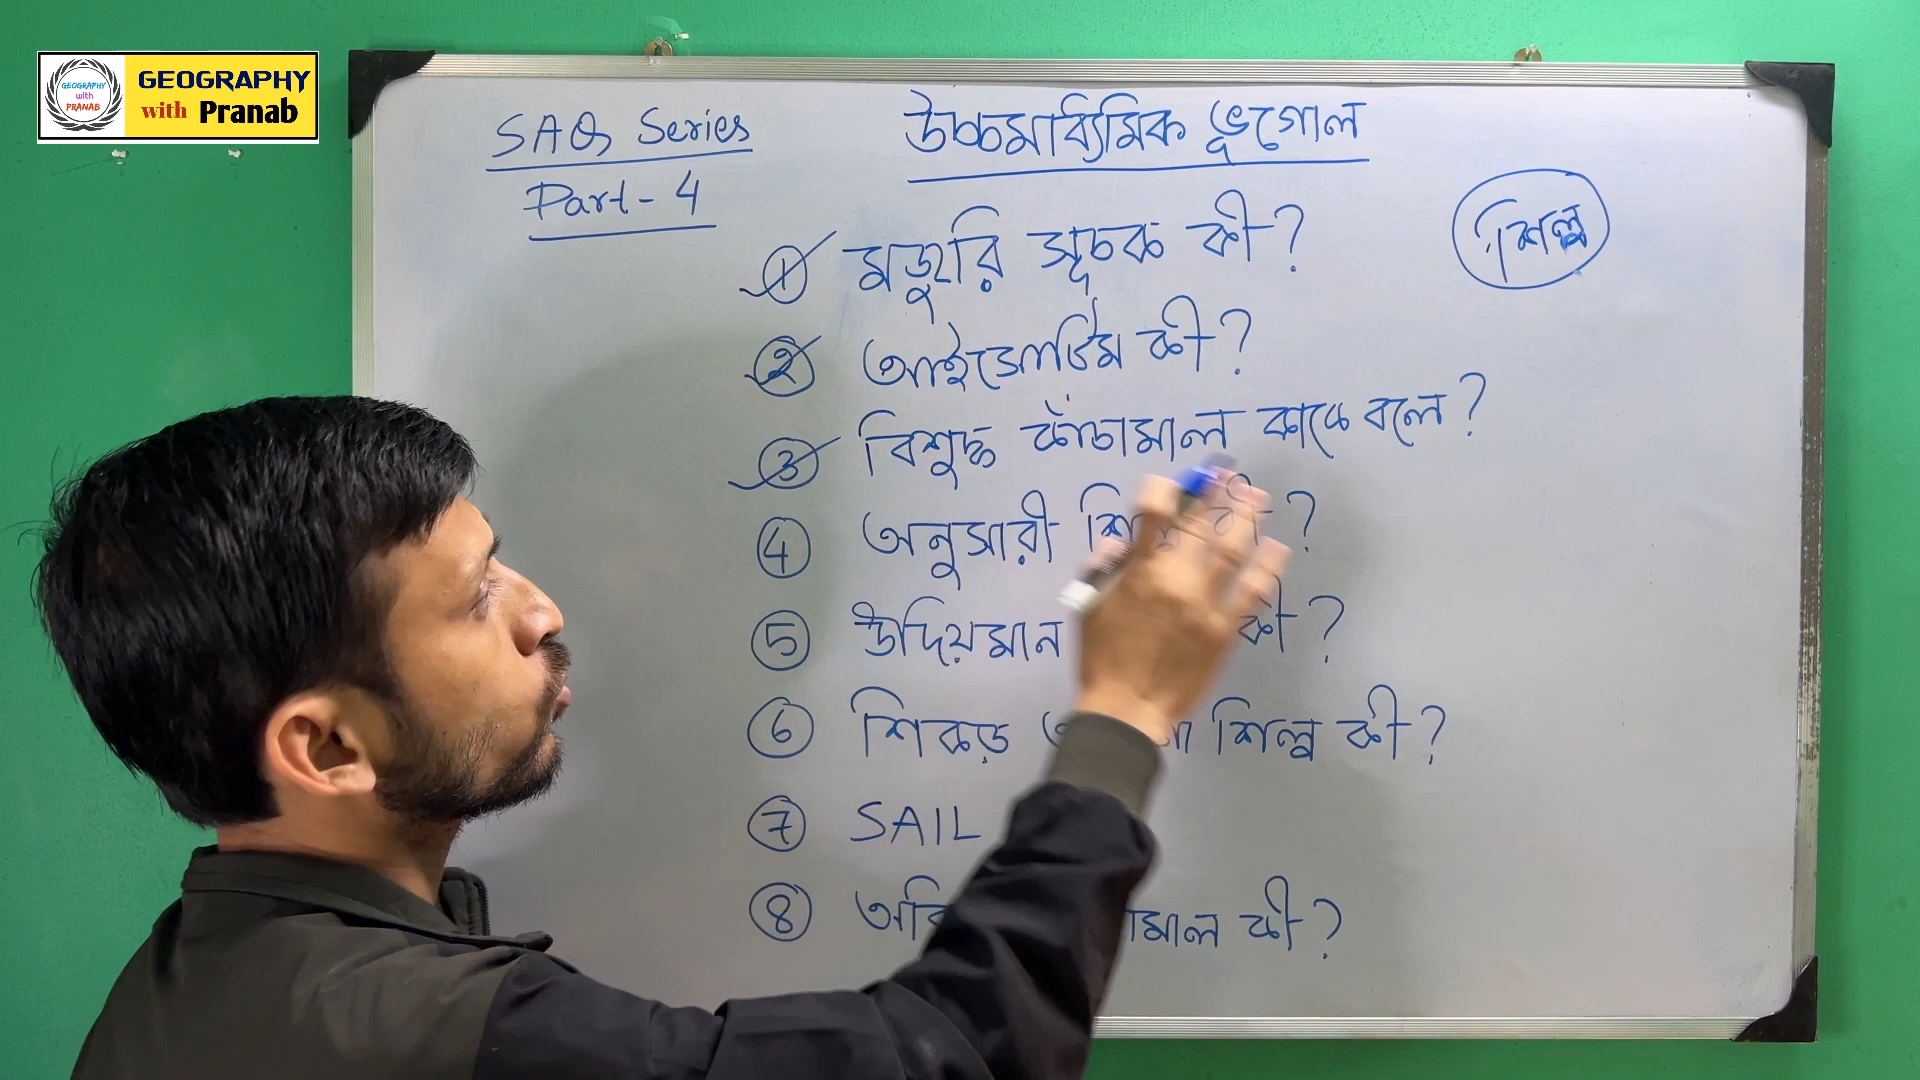 GEOGRAPHY
with Pranab
GEOGRAPHY
with
PRANAB
SAQ Series
Part - 4
উচ্চমাধ্যমিক ভূগোল
শিল্প
① মজুরি সূচক কী?
② আইসোটিম কী?
③ বিশুদ্ধ কাঁচামাল কাকে বলে?
④ অনুসারী কী?
⑤ উদীয়মান কী?
⑥ শিকড় শিল্প কী?
⑦ SAIL
⑧ কী?